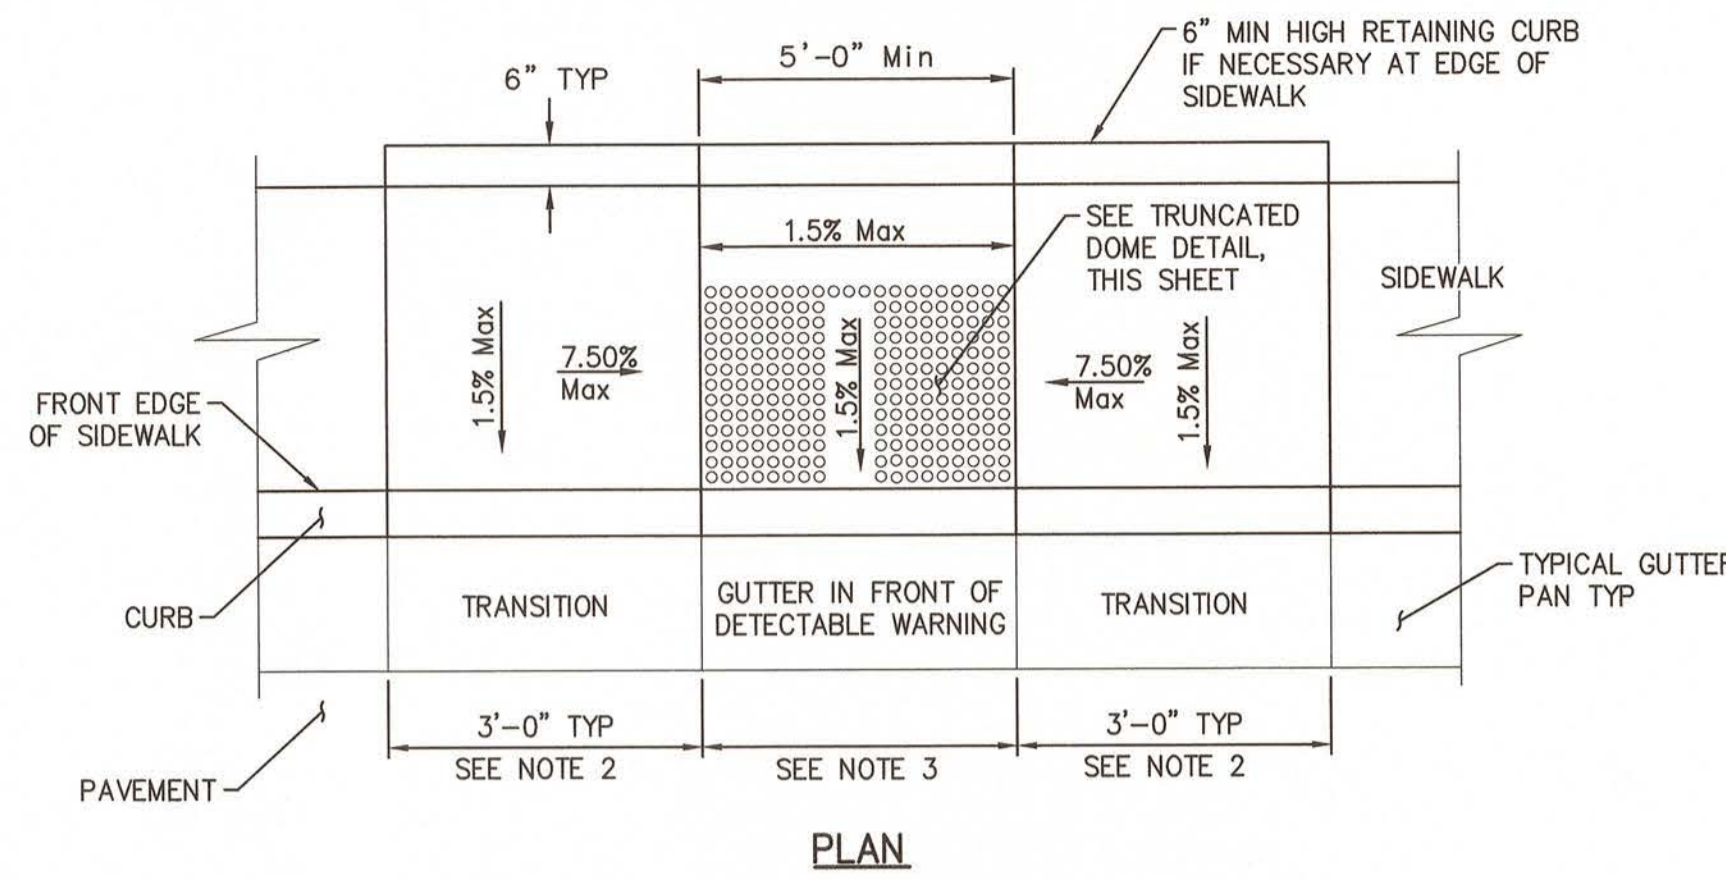 6" MIN HIGH RETAINING CURB
IF NECESSARY AT EDGE OF
SIDEWALK
5'-0" Min
6" TYP
SEE TRUNCATED
DOME DETAIL,
THIS SHEET
1.5% Max
SIDEWALK
1.5% Max
7.50%
Max
1.5% Max
7.50%
Max
1.5% Max
FRONT EDGE
OF SIDEWALK
CURB
TRANSITION
GUTTER IN FRONT OF
DETECTABLE WARNING
TRANSITION
TYPICAL GUTTER
PAN TYP
3'-0" TYP
SEE NOTE 2
SEE NOTE 3
3'-0" TYP
SEE NOTE 2
PAVEMENT
PLAN